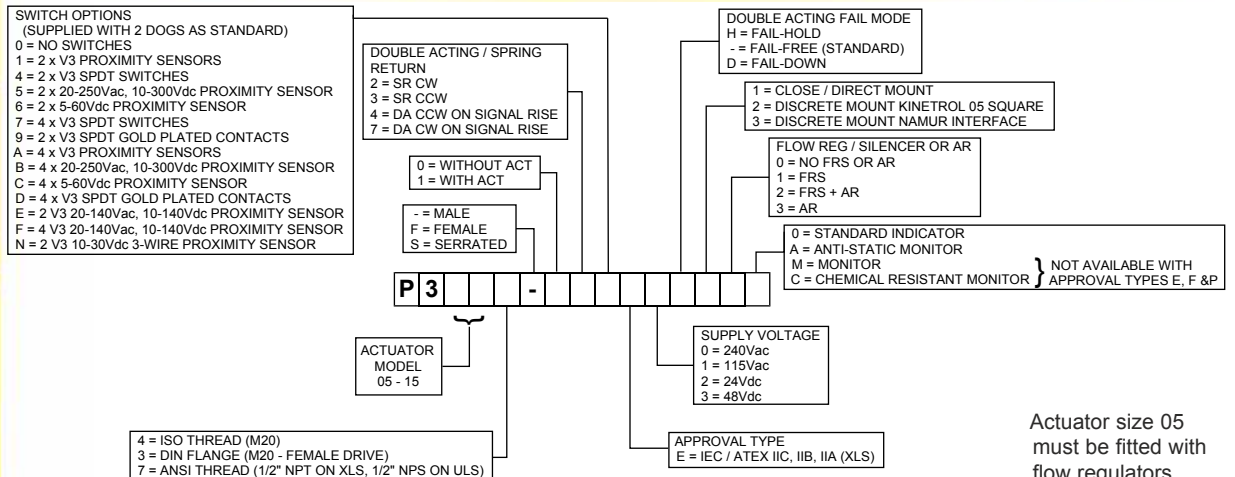 SWITCH OPTIONS
(SUPPLIED WITH 2 DOGS AS STANDARD)
0 = NO SWITCHES
1 = 2 x V3 PROXIMITY SENSORS
4 = 2 x V3 SPDT SWITCHES
5 = 2 x 20-250Vac, 10-300Vdc PROXIMITY SENSOR
6 = 2 x 5-60Vdc PROXIMITY SENSOR
7 = 4 x V3 SPDT SWITCHES
9 = 2 x V3 SPDT GOLD PLATED CONTACTS
A = 4 x V3 PROXIMITY SENSORS
B = 4 x 20-250Vac, 10-300Vdc PROXIMITY SENSOR
C = 4 x 5-60Vdc PROXIMITY SENSOR
D = 4 x V3 SPDT GOLD PLATED CONTACTS
E = 2 V3 20-140Vac, 10-140Vdc PROXIMITY SENSOR
F = 4 V3 20-140Vac, 10-140Vdc PROXIMITY SENSOR
N = 2 V3 10-30Vdc 3-WIRE PROXIMITY SENSOR
DOUBLE ACTING / SPRING
RETURN
2 = SR CW
3 = SR CCW
4 = DA CCW ON SIGNAL RISE
7 = DA CW ON SIGNAL RISE
0 = WITHOUT ACT
1 = WITH ACT
- = MALE
F = FEMALE
S = SERRATED
DOUBLE ACTING FAIL MODE
H = FAIL-HOLD
- = FAIL-FREE (STANDARD)
D = FAIL-DOWN
1 = CLOSE / DIRECT MOUNT
2 = DISCRETE MOUNT KINETROL 05 SQUARE
3 = DISCRETE MOUNT NAMUR INTERFACE
FLOW REG / SILENCER OR AR
0 = NO FRS OR AR
1 = FRS
2 = FRS + AR
3 = AR
0 = STANDARD INDICATOR
A = ANTI-STATIC MONITOR
M = MONITOR
C = CHEMICAL RESISTANT MONITOR
} NOT AVAILABLE WITH
APPROVAL TYPES E, F &P
P 3 -
ACTUATOR
MODEL
05 - 15
SUPPLY VOLTAGE
0 = 240Vac
1 = 115Vac
2 = 24Vdc
3 = 48Vdc
4 = ISO THREAD (M20)
3 = DIN FLANGE (M20 - FEMALE DRIVE)
7 = ANSI THREAD (1/2" NPT ON XLS, 1/2" NPS ON ULS)
APPROVAL TYPE
E = IEC / ATEX IIC, IIB, IIA (XLS)
Actuator size 05
must be fitted with
flow regulators